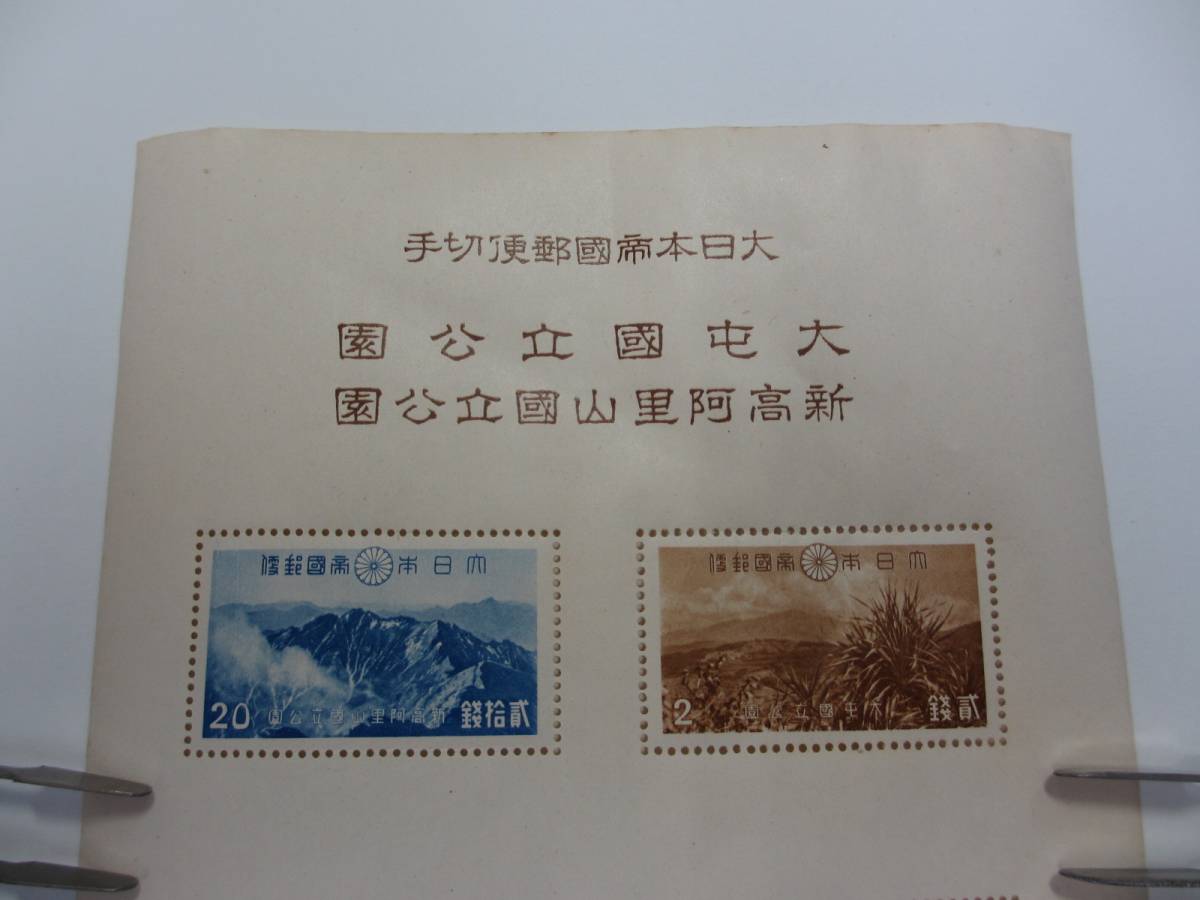 大日本帝國郵便切手
大屯國立公園
新高阿里山國立公園
大日本帝國郵便
貳錢
大屯國立公園
2
大日本帝國郵便
貳拾錢
新高阿里山國立公園
20